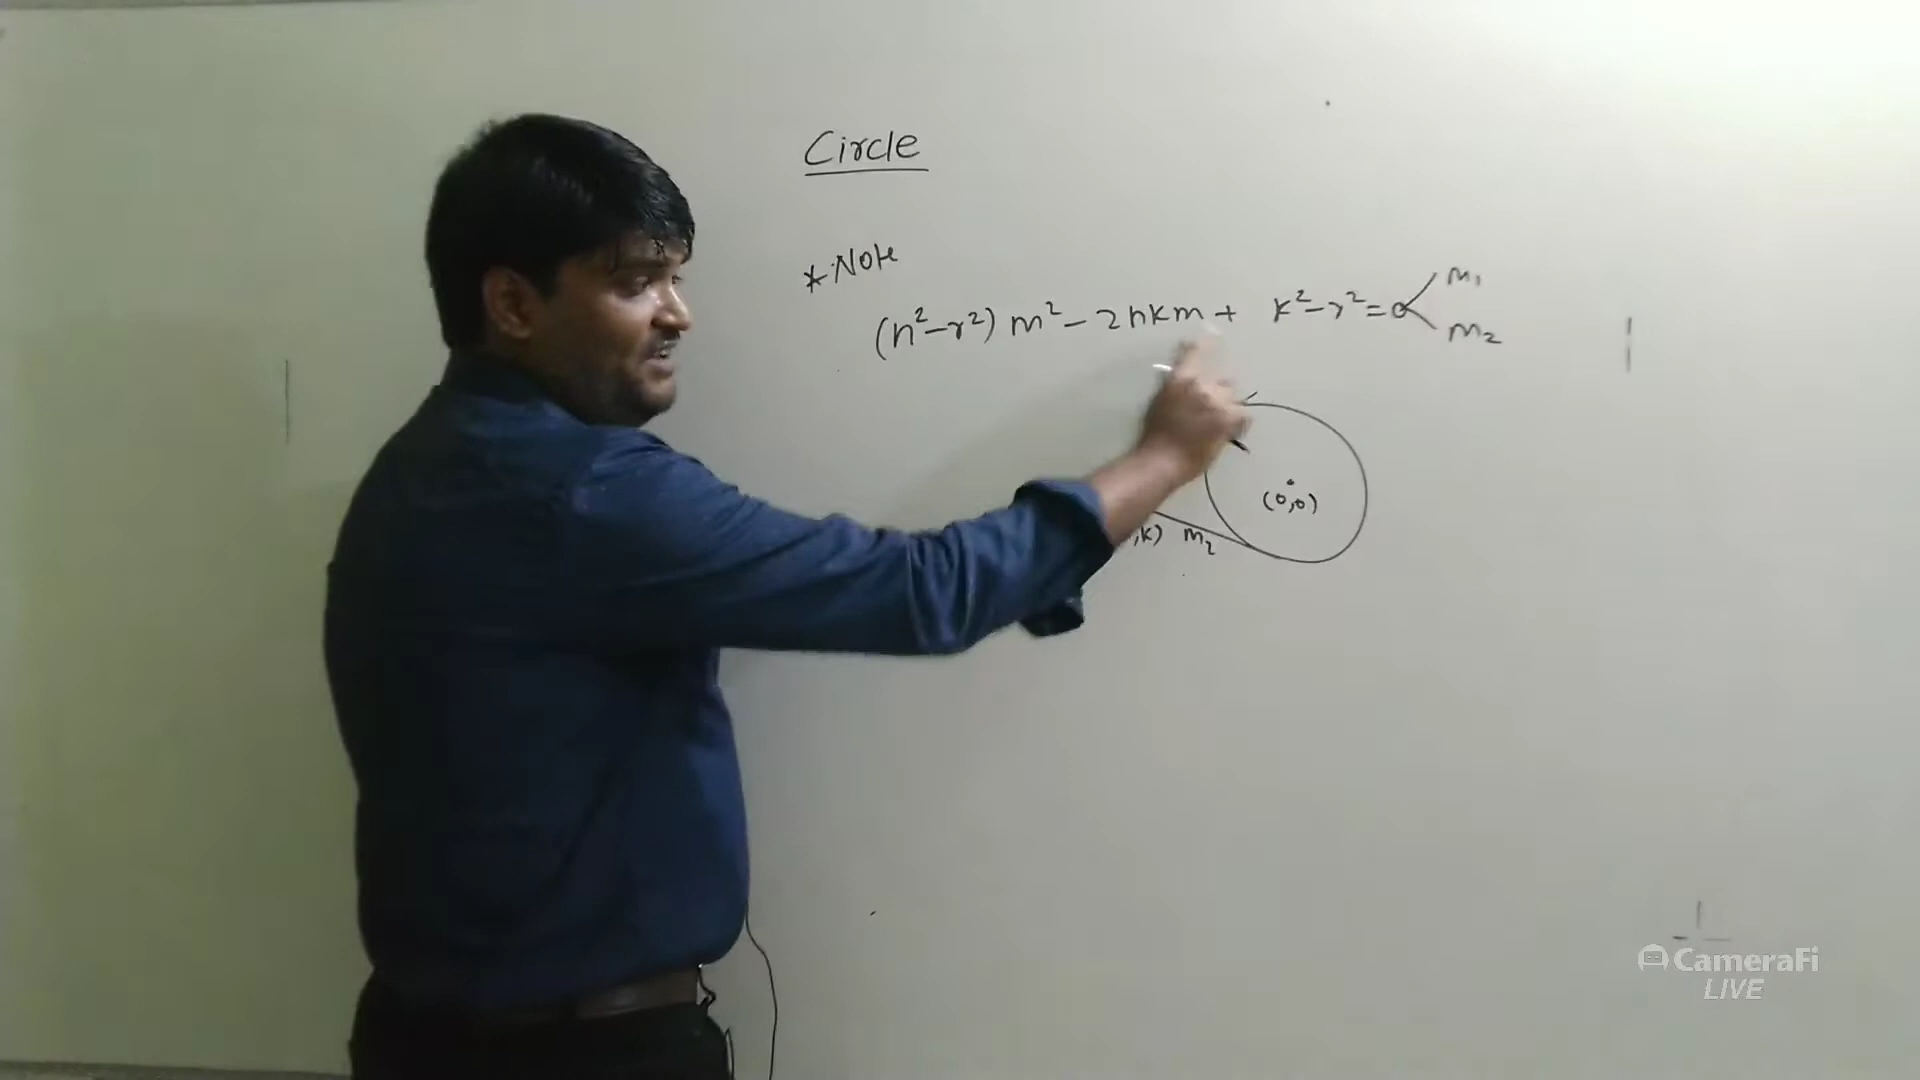 Circle
*Note
(h²-r²) m² - 2hkm + k²-r² = 0
m₁
m₂
(0,0)
,k) m₂
CameraFi
LIVE